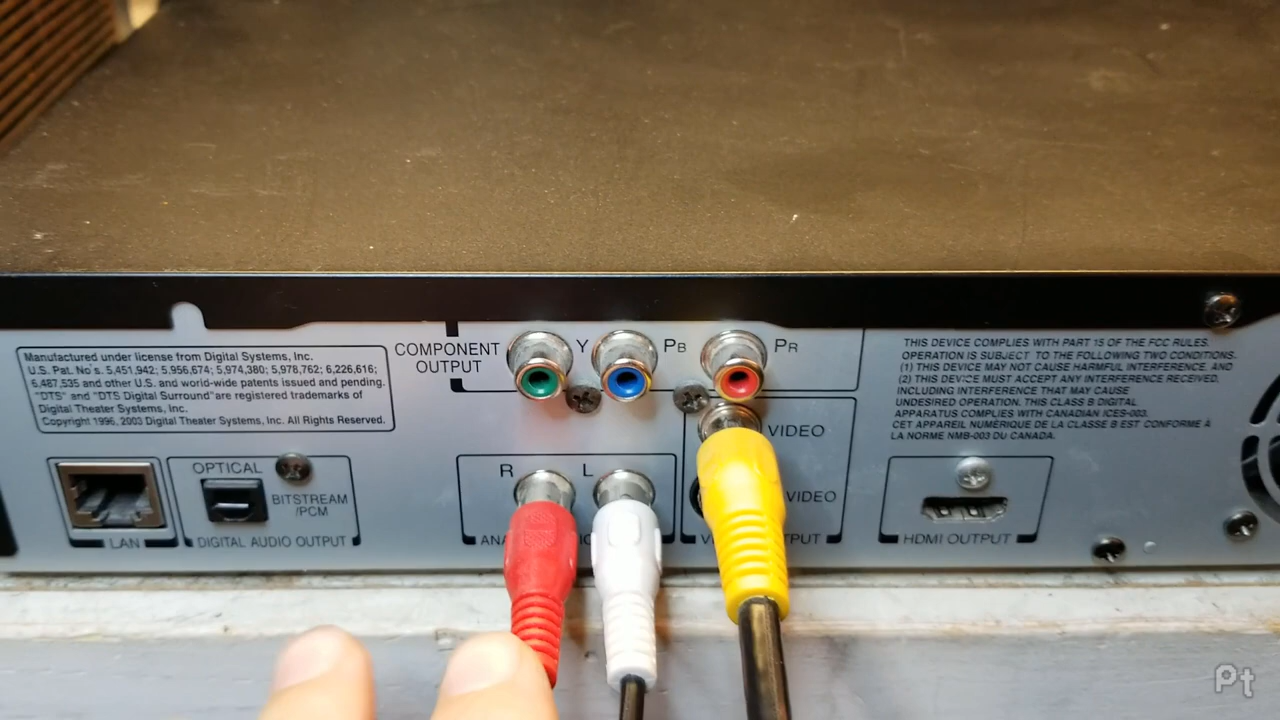 Manufactured under license from Digital Systems, Inc.
U.S. Pat. No's. 5,451,942; 5,956,674; 5,974,380; 5,978,762; 6,226,616;
6,487,535 and other U.S. and world-wide patents issued and pending.
"DTS" and "DTS Digital Surround"are registered trademarks of
Digital Theater Systems, Inc.
Copyright 1996, 2003 Digital Theater Systems, Inc. All Rights Reserved.
COMPONENT
OUTPUT
Y
PB
PR
THIS DEVICE COMPLIES WITH PART 15 OF THE FCC RULES.
OPERATION IS SUBJECT TO THE FOLLOWING TWO CONDITIONS.
(1) THIS DEVICE MAY NOT CAUSE HARMFUL INTERFERENCE, AND
(2) THIS DEVICE MUST ACCEPT ANY INTERFERENCE RECEIVED,
INCLUDING INTERFERENCE THAT MAY CAUSE
UNDESIRED OPERATION. THIS CLASS B DIGITAL
APPARATUS COMPLIES WITH CANADIAN ICES-003.
CET APPAREIL NUMÉRIQUE DE LA CLASSE B EST CONFORME À
LA NORME NMB-003 DU CANADA.
LAN
OPTICAL
BITSTREAM
/PCM
DIGITAL AUDIO OUTPUT
R
L
VIDEO
VIDEO
HDMI OUTPUT
Pt